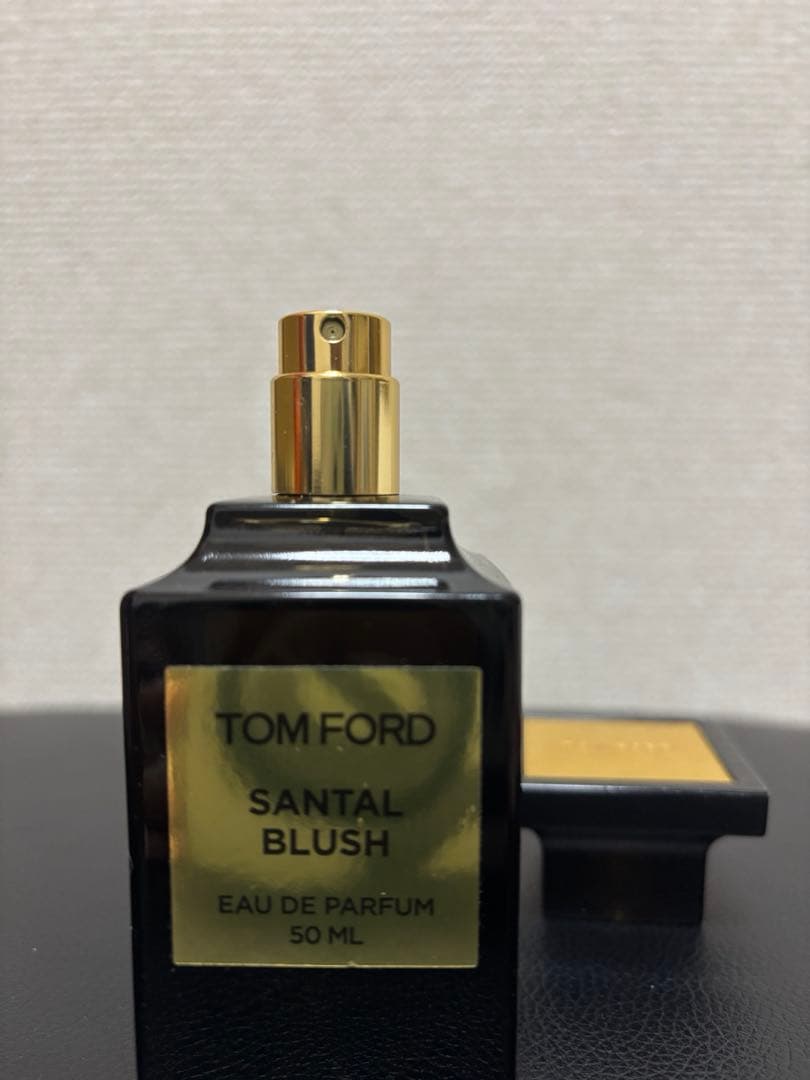 TOM FORD
SANTAL
BLUSH
EAU DE PARFUM
50 ML